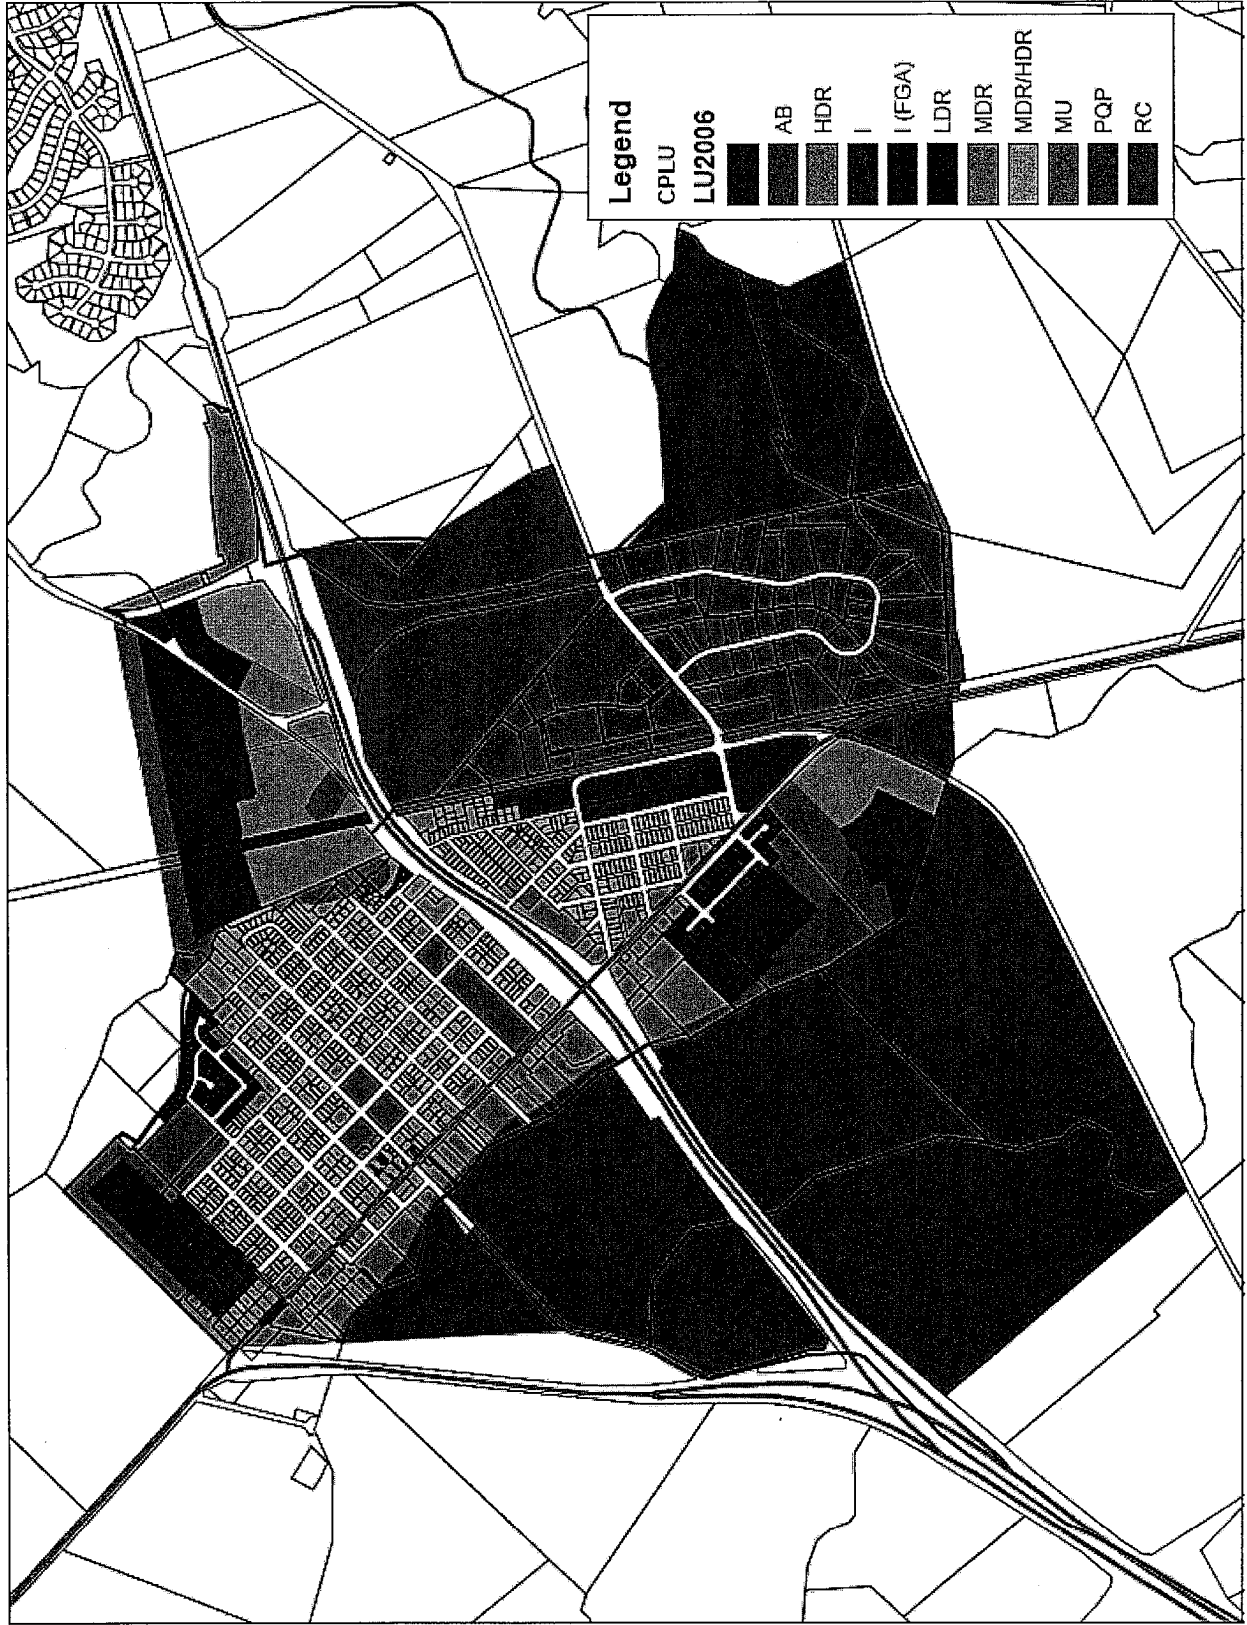 Legend
CPLU
LU2006
AB
HDR
I
I (FGA)
LDR
MDR
MDR/HDR
MU
PQP
RC